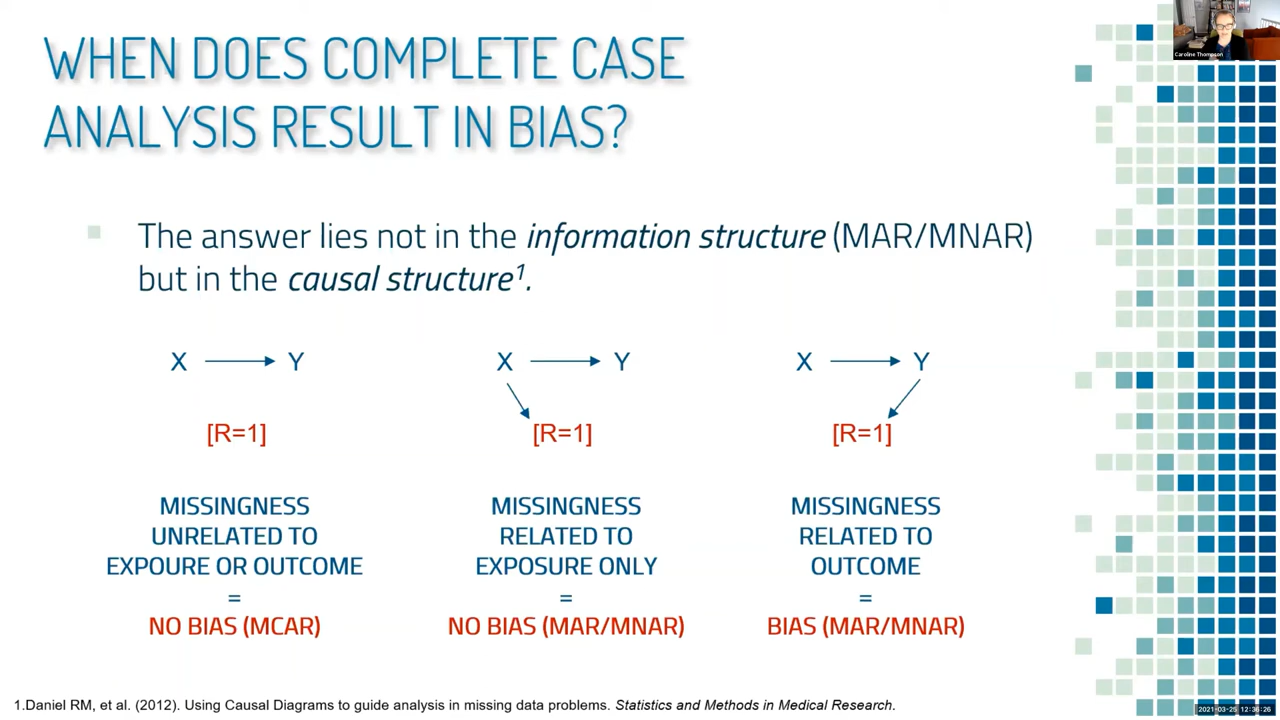 WHEN DOES COMPLETE CASE
ANALYSIS RESULT IN BIAS?
Caroline Thompson
The answer lies not in the information structure (MAR/MNAR)
but in the causal structure1.
X Y
[R=1]
MISSINGNESS
UNRELATED TO
EXPOURE OR OUTCOME
=
NO BIAS (MCAR)
X Y
[R=1]
MISSINGNESS
RELATED TO
EXPOSURE ONLY
=
NO BIAS (MAR/MNAR)
X Y
[R=1]
MISSINGNESS
RELATED TO
OUTCOME
=
BIAS (MAR/MNAR)
1.Daniel RM, et al. (2012). Using Causal Diagrams to guide analysis in missing data problems. Statistics and Methods in Medical Research.
2021-03-25 12:36:26